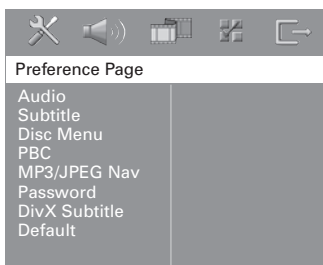 Preference Page
Audio
Subtitle
Disc Menu
PBC
MP3/JPEG Nav
Password
DivX Subtitle
Default